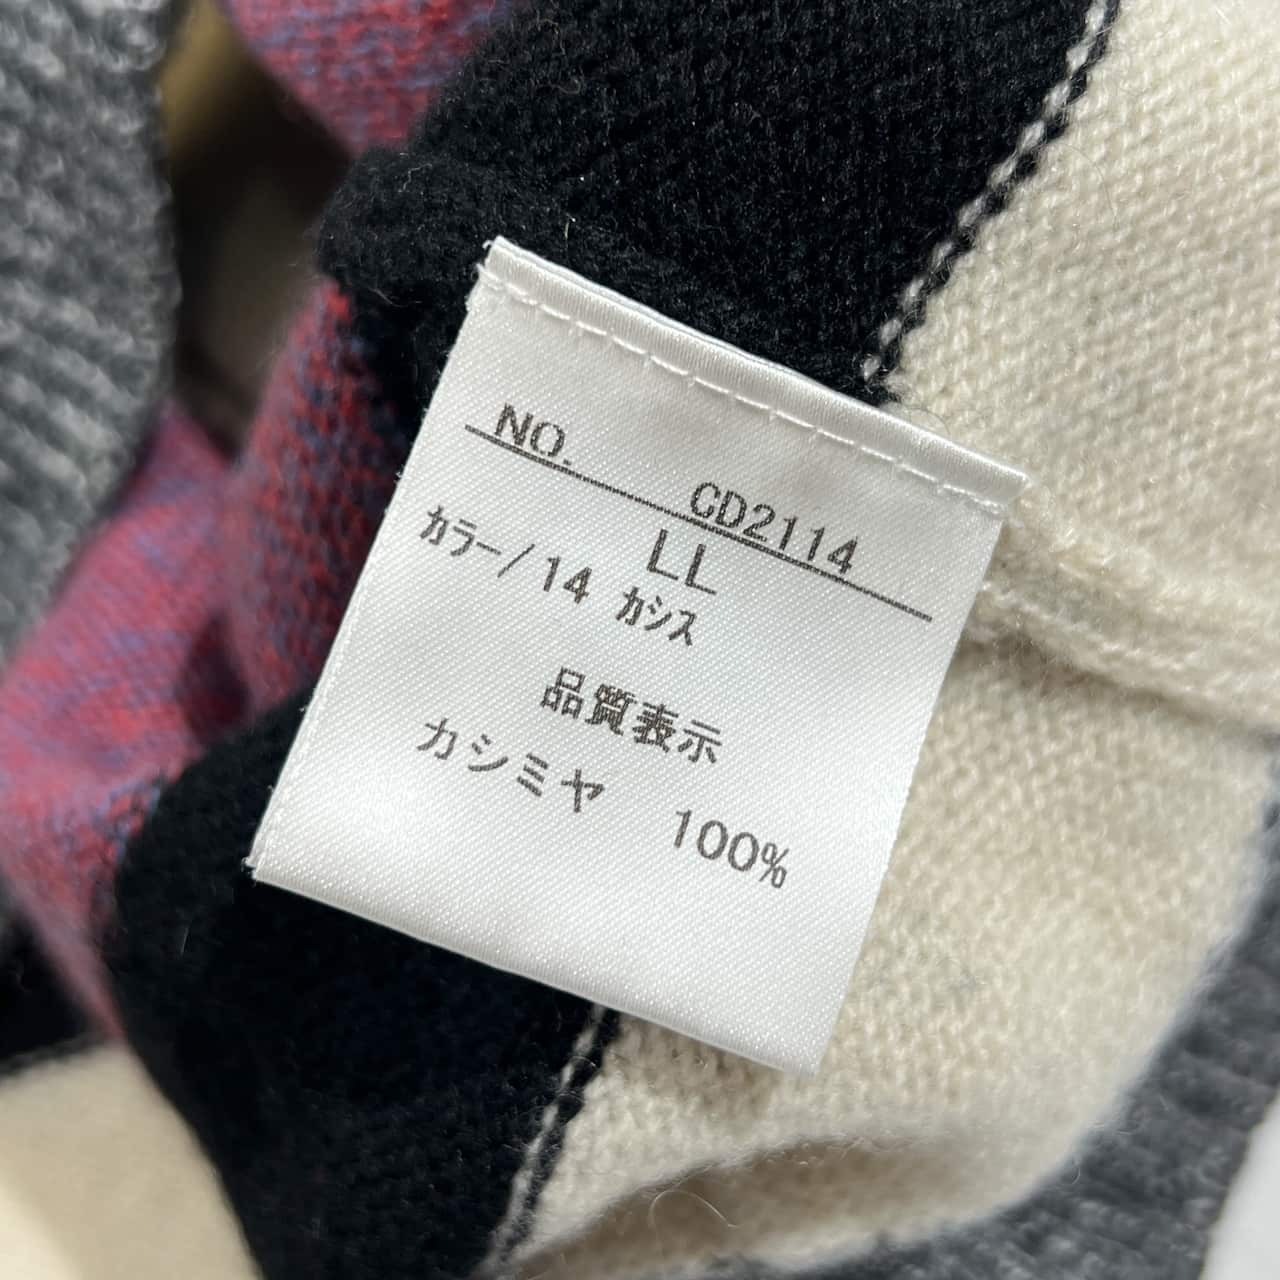 NO. CD2114
LL
カラー/14 カシス
品質表示
カシミヤ 100%